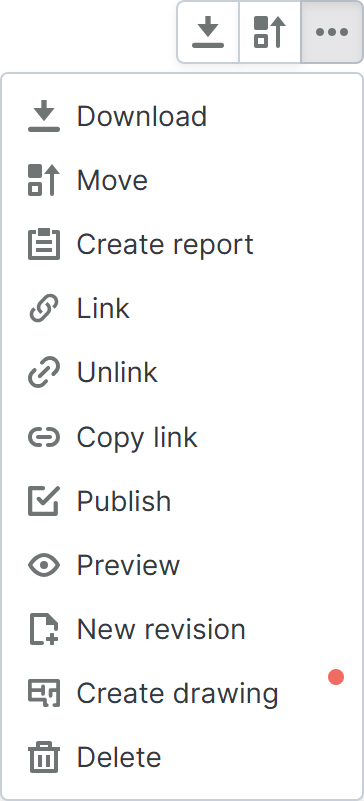 Download
Move
Create report
Link
Unlink
Copy link
Publish
Preview
New revision
Create drawing
Delete